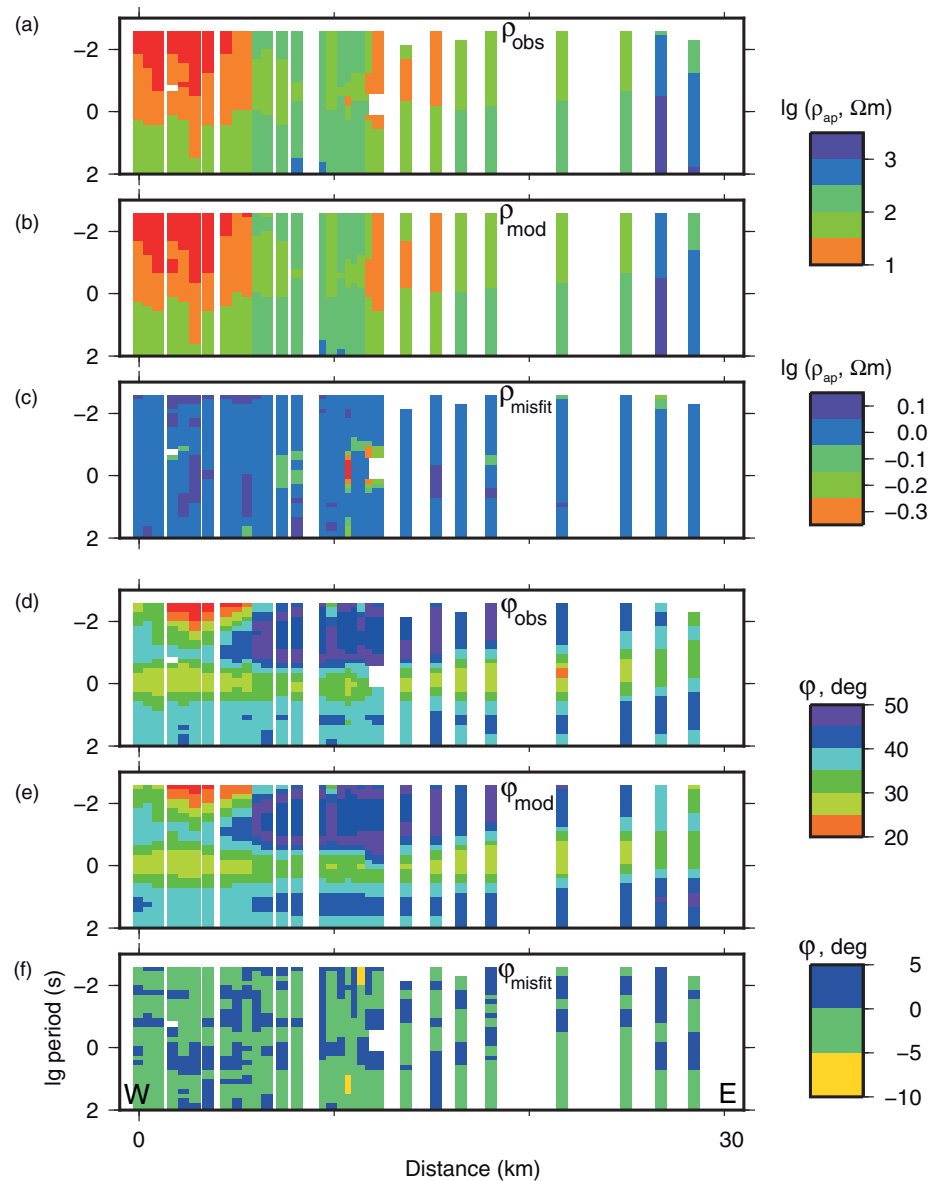 (a)
ρobs
−2
0
2
lg (ρap, Ωm)
3
2
1
(b)
ρmod
−2
0
2
(c)
ρmisfit
−2
0
2
lg (ρap, Ωm)
0.1
0.0
−0.1
−0.2
−0.3
(d)
φobs
−2
0
2
φ, deg
50
40
30
20
(e)
φmod
−2
0
2
(f)
φmisfit
−2
0
2
lg period (s)
W
E
φ, deg
5
0
−5
−10
0
30
Distance (km)